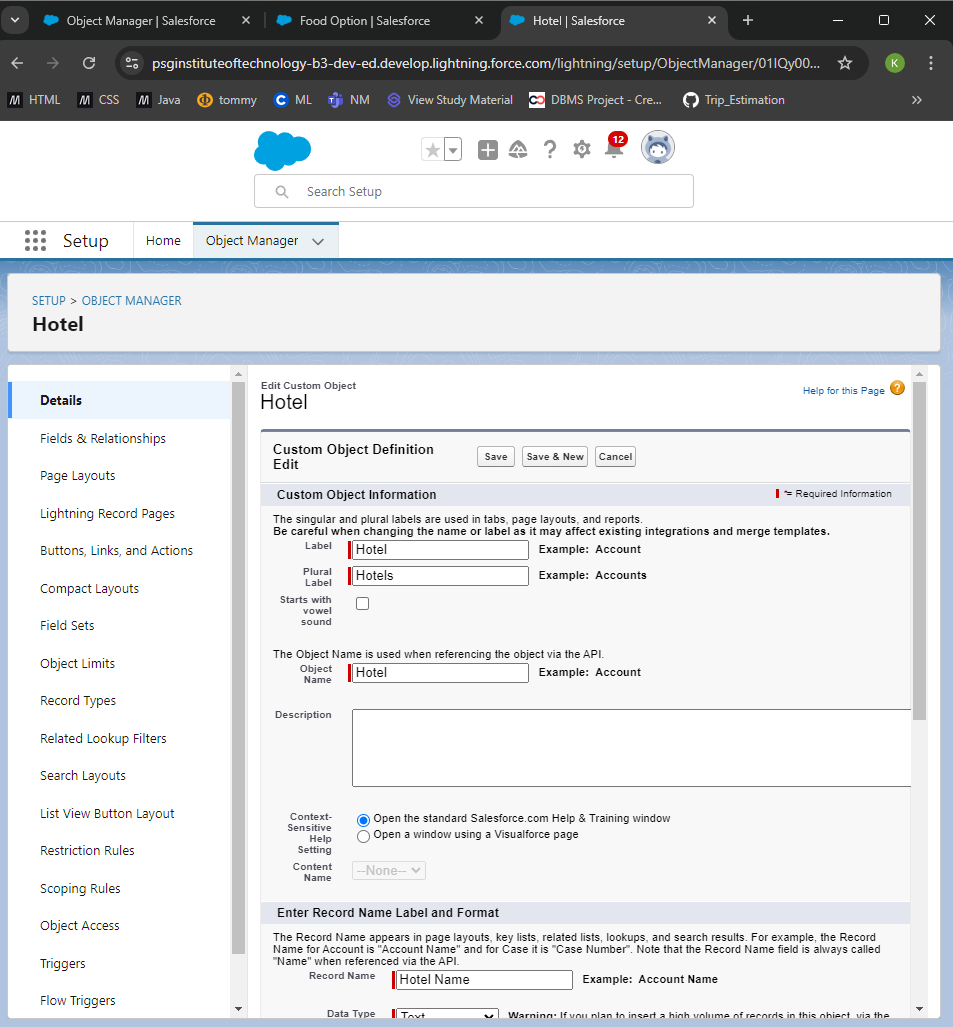 Object Manager | Salesforce
Food Option | Salesforce
Hotel | Salesforce
psginstituteoftechnology-b3-dev-ed.develop.lightning.force.com/lightning/setup/ObjectManager/01IQy00...
K
HTML
CSS
Java
tommy
ML
NM
View Study Material
DBMS Project - Cre...
Trip_Estimation
12
Search Setup
Setup
Home
Object Manager
SETUP > OBJECT MANAGER
Hotel
Details
Fields & Relationships
Page Layouts
Lightning Record Pages
Buttons, Links, and Actions
Compact Layouts
Field Sets
Object Limits
Record Types
Related Lookup Filters
Search Layouts
List View Button Layout
Restriction Rules
Scoping Rules
Object Access
Triggers
Flow Triggers
Edit Custom Object
Hotel
Help for this Page
Custom Object Definition
Edit
Save
Save & New
Cancel
Custom Object Information
= Required Information
The singular and plural labels are used in tabs, page layouts, and reports.
Be careful when changing the name or label as it may affect existing integrations and merge templates.
Label Hotel Example: Account
Plural
Label
Hotels Example: Accounts
Starts with
vowel
sound
The Object Name is used when referencing the object via the API.
Object
Name
Hotel Example: Account
Description
Context-
Sensitive
Help
Setting
Open the standard Salesforce.com Help & Training window
Open a window using a Visualforce page
Content
Name
--None--
Enter Record Name Label and Format
The Record Name appears in page layouts, key lists, related lists, lookups, and search results. For example, the Record
Name for Account is "Account Name" and for Case it is "Case Number". Note that the Record Name field is always called
"Name" when referenced via the API.
Record Name Hotel Name Example: Account Name
Data Type Text Warning: If you plan to insert a high volume of records in this object, via the